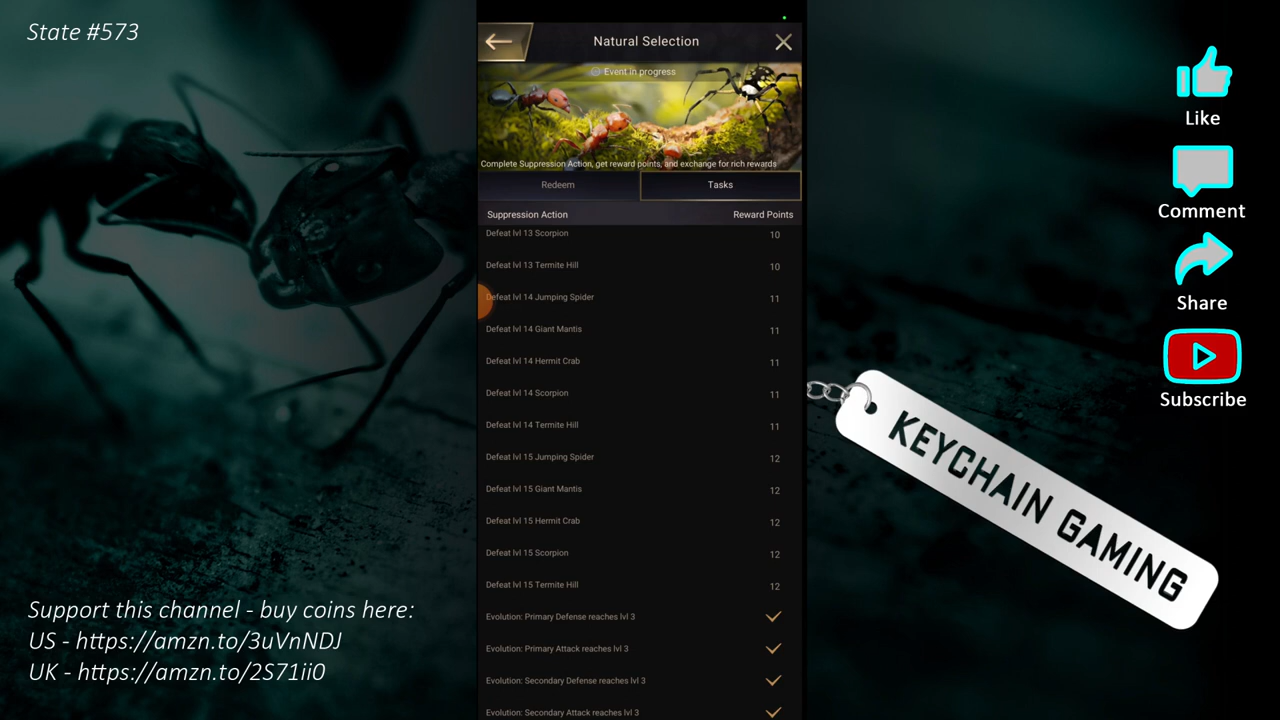 State #573
Natural Selection
Event in progress
Complete Suppression Action, get reward points, and exchange for rich rewards
Redeem
Tasks
Suppression Action
Reward Points
Defeat lvl 13 Scorpion
10
Defeat lvl 13 Termite Hill
10
Defeat lvl 14 Jumping Spider
11
Defeat lvl 14 Giant Mantis
11
Defeat lvl 14 Hermit Crab
11
Defeat lvl 14 Scorpion
11
Defeat lvl 14 Termite Hill
11
Defeat lvl 15 Jumping Spider
12
Defeat lvl 15 Giant Mantis
12
Defeat lvl 15 Hermit Crab
12
Defeat lvl 15 Scorpion
12
Defeat lvl 15 Termite Hill
12
Evolution: Primary Defense reaches lvl 3
Evolution: Primary Attack reaches lvl 3
Evolution: Secondary Defense reaches lvl 3
Evolution: Secondary Attack reaches lvl 3
Like
Comment
Share
Subscribe
KEYCHAIN GAMING
Support this channel - buy coins here:
US - https://amzn.to/3uVnNDJ
UK - https://amzn.to/2S71ii0